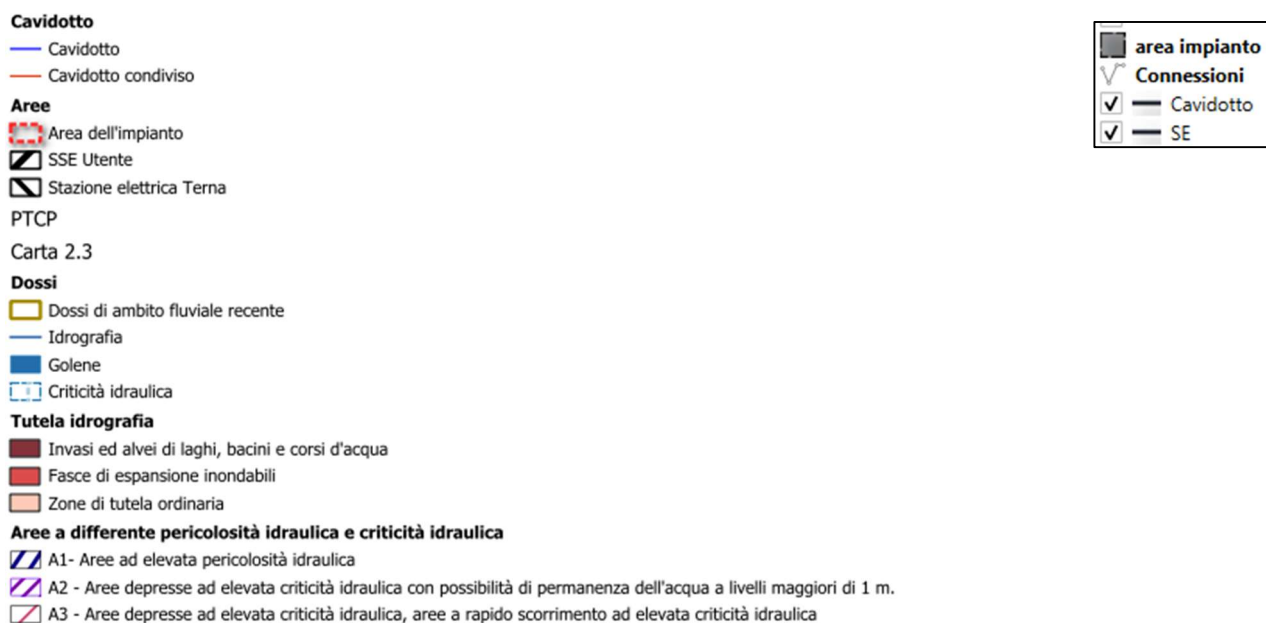 Cavidotto
Cavidotto
Cavidotto condiviso
Aree
Area dell'impianto
SSE Utente
Stazione elettrica Terna
PTCP
Carta 2.3
Dossi
Dossi di ambito fluviale recente
Idrografia
Golene
Criticità idraulica
Tutela idrografia
Invasi ed alvei di laghi, bacini e corsi d'acqua
Fasce di espansione inondabili
Zone di tutela ordinaria
Aree a differente pericolosità idraulica e criticità idraulica
A1- Aree ad elevata pericolosità idraulica
A2 - Aree depresse ad elevata criticità idraulica con possibilità di permanenza dell'acqua a livelli maggiori di 1 m.
A3 - Aree depresse ad elevata criticità idraulica, aree a rapido scorrimento ad elevata criticità idraulica
area impianto
Connessioni
Cavidotto
SE